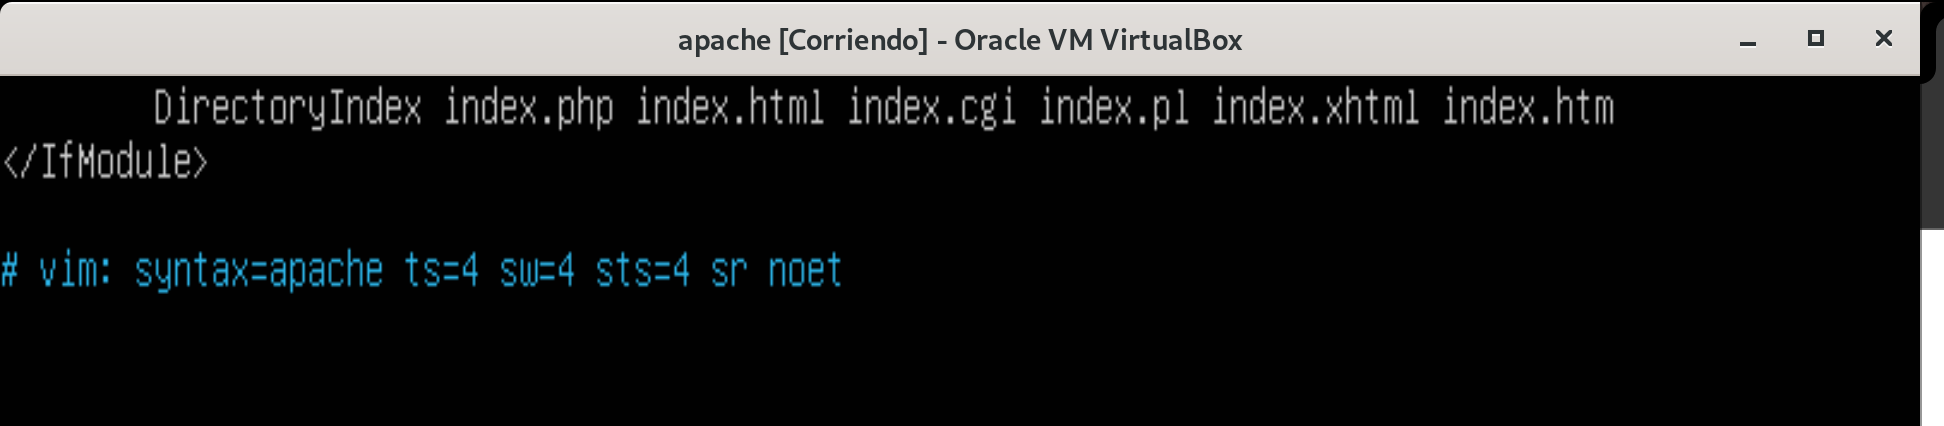 apache [Corriendo] - Oracle VM VirtualBox
DirectoryIndex index.php index.html index.cgi index.pl index.xhtml index.htm
</IfModule>
# vim: syntax=apache ts=4 sw=4 sts=4 sr noet